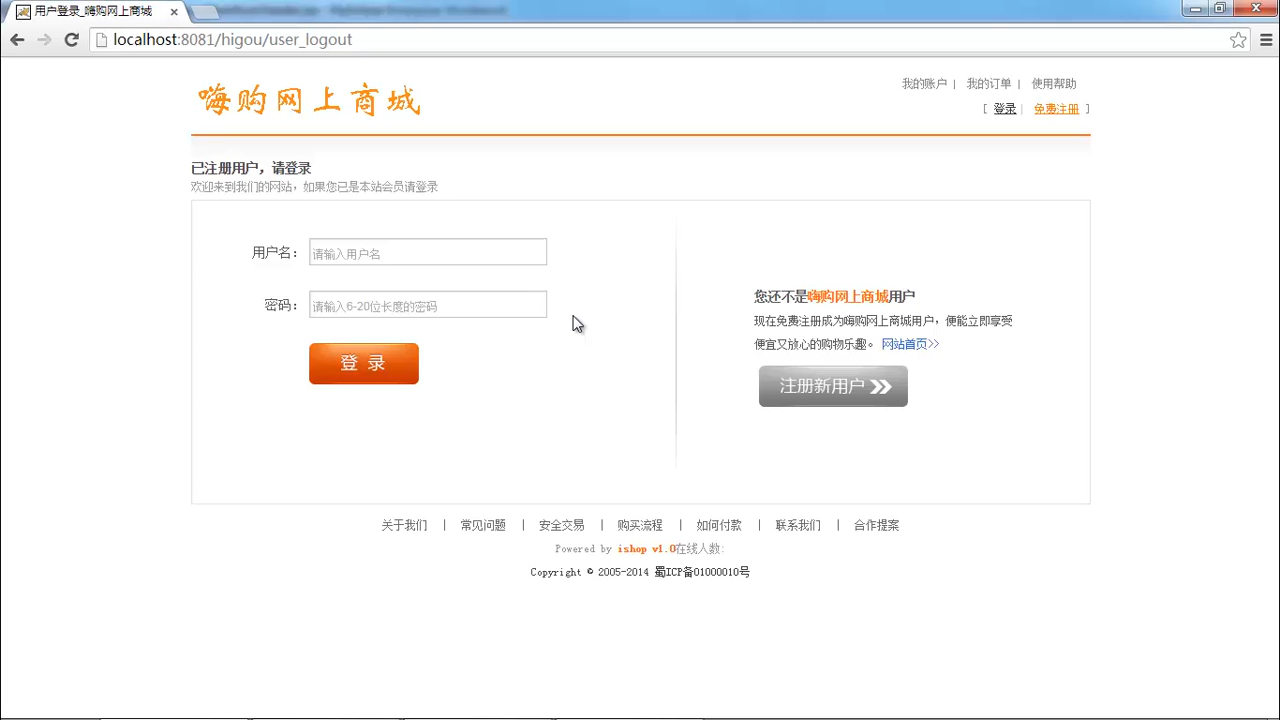 用户登录_嗨购网上商城
localhost:8081/higou/user_logout
嗨购网上商城
我的账户 | 我的订单 | 使用帮助
[ 登录 | 免费注册 ]
已注册用户，请登录
欢迎来到我们的网站，如果您已是本站会员请登录
用户名： 请输入用户名
密码： 请输入6-20位长度的密码
登 录
您还不是嗨购网上商城用户
现在免费注册成为嗨购网上商城用户，便能立即享受
便宜又放心的购物乐趣。 网站首页>>
注册新用户
关于我们 | 常见问题 | 安全交易 | 购买流程 | 如何付款 | 联系我们 | 合作提案
Powered by ishop v1.0在线人数:
Copyright © 2005-2014 蜀ICP备01000010号